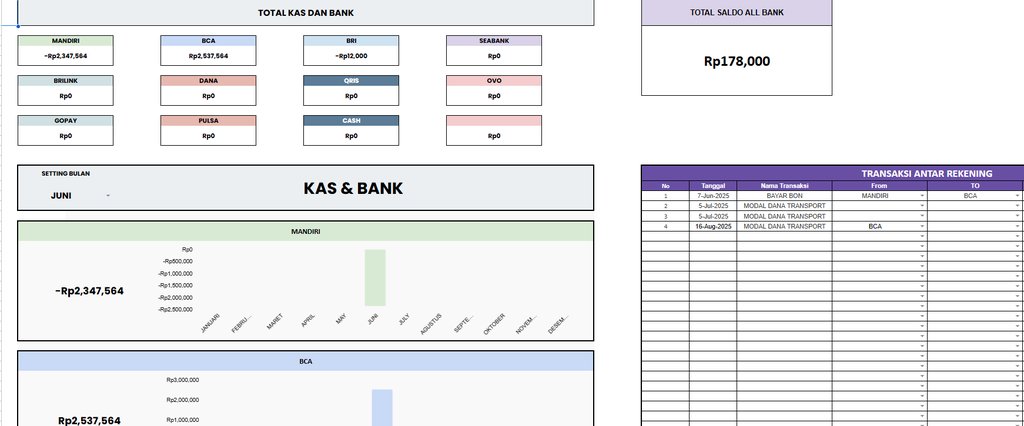 TOTAL KAS DAN BANK
TOTAL SALDO ALL BANK
MANDIRI BCA BRI SEABANK
-Rp2,347,564 Rp2,537,564 -Rp12,000 Rp0
Rp178,000
BRILINK DANA QRIS OVO
Rp0 Rp0 Rp0 Rp0
GOPAY PULSA CASH
Rp0 Rp0 Rp0 Rp0
SETTING BULAN
JUNI -
KAS & BANK
MANDIRI
-Rp2,347,564
Rp0
-Rp500,000
-Rp1,000,000
-Rp1,500,000
-Rp2,000,000
-Rp2,500,000
JANUARI FEBRU... MARET APRIL MAY JUNI JULY AGUSTUS SEPTE... OKTOBER NOVEM... DESEM...
BCA
Rp2,537,564
Rp3,000,000
Rp2,000,000
Rp1,000,000
TRANSAKSI ANTAR REKENING
No Tanggal Nama Transaksi From TO
1 7-Jun-2025 BAYAR BON MANDIRI BCA
2 5-Jul-2025 MODAL DANA TRANSPORT
3 5-Jul-2025 MODAL DANA TRANSPORT
4 16-Aug-2025 MODAL DANA TRANSPORT BCA